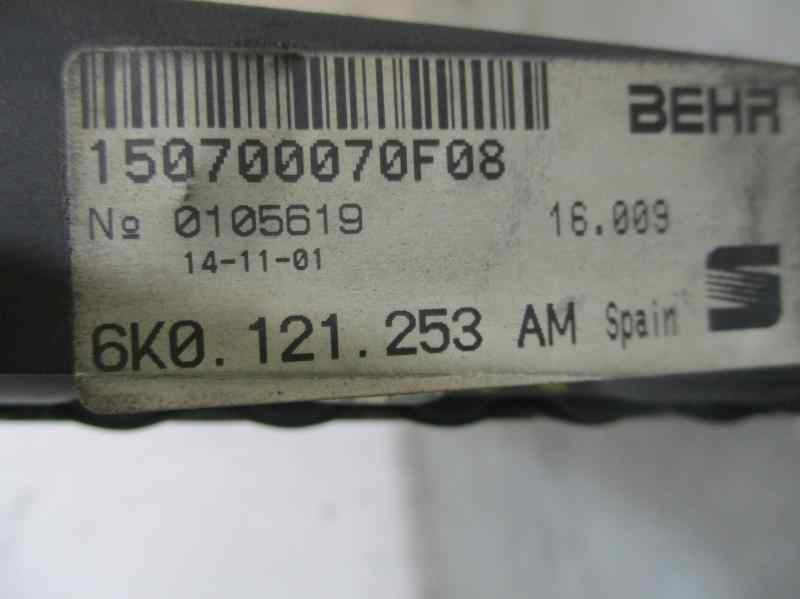 BEHR
150700070F08
Nº 0105619 16.009
14-11-01
6K0.121.253 AM Spain